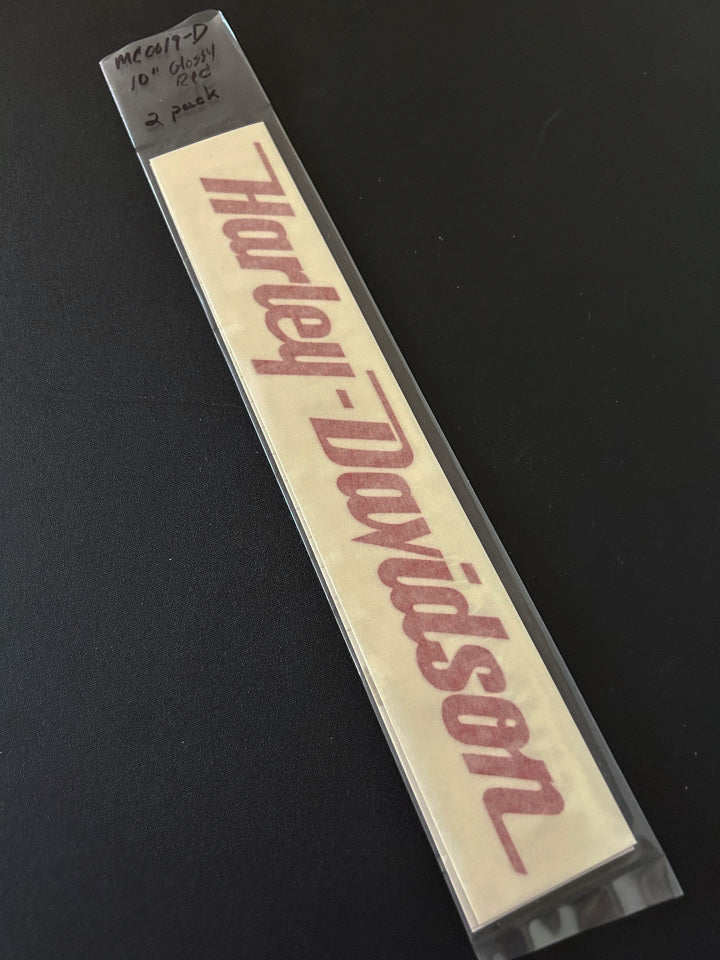 MC0019-D
10" Glossy
Red
2 pack
Harley-Davidson